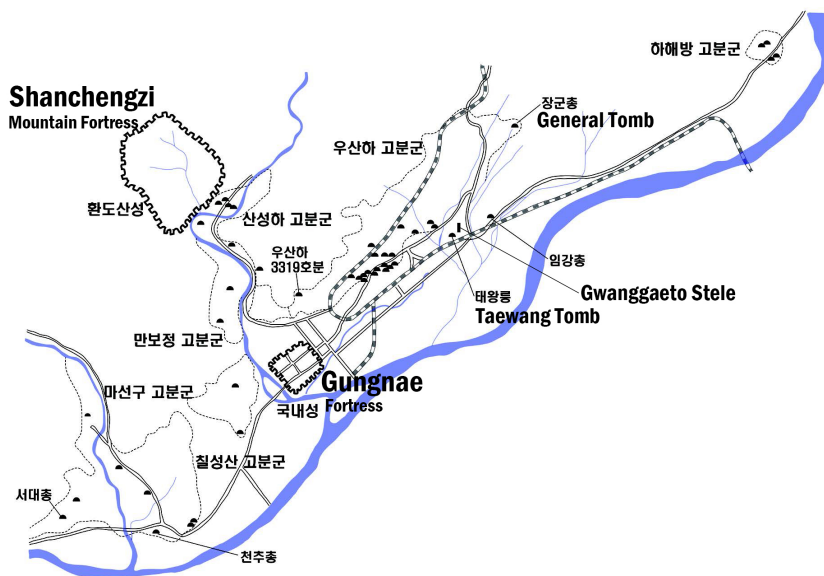 하해방 고분군
Shanchengzi
Mountain Fortress
장군총
General Tomb
우산하 고분군
환도산성
산성하 고분군
우산하
3319호분
임강총
태왕릉
Taewang Tomb
Gwanggaeto Stele
만보정 고분군
마선구 고분군
Gungnae
Fortress
국내성
칠성산 고분군
서대총
천추총